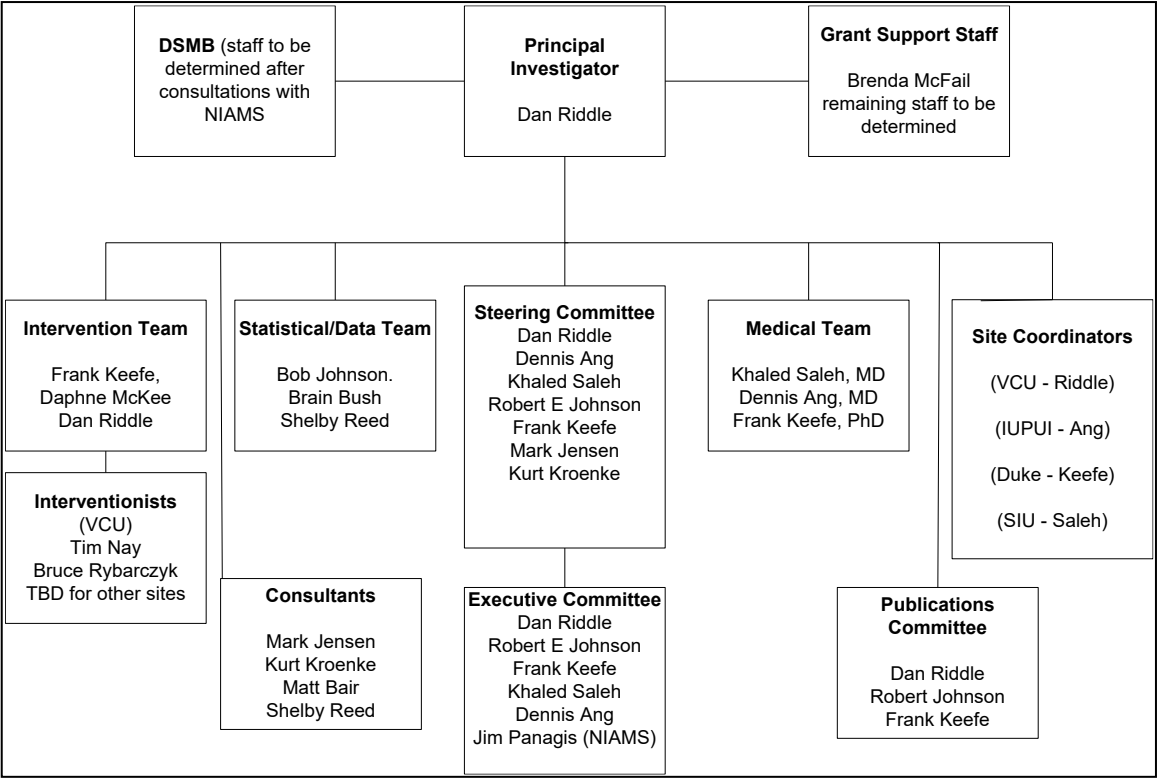 DSMB (staff to be
determined after
consultations with
NIAMS
Principal
Investigator
Dan Riddle
Grant Support Staff
Brenda McFail
remaining staff to be
determined
Intervention Team
Frank Keefe,
Daphne McKee
Dan Riddle
Statistical/Data Team
Bob Johnson.
Brain Bush
Shelby Reed
Steering Committee
Dan Riddle
Dennis Ang
Khaled Saleh
Robert E Johnson
Frank Keefe
Mark Jensen
Kurt Kroenke
Medical Team
Khaled Saleh, MD
Dennis Ang, MD
Frank Keefe, PhD
Site Coordinators
(VCU - Riddle)
(IUPUI - Ang)
(Duke - Keefe)
(SIU - Saleh)
Interventionists
(VCU)
Tim Nay
Bruce Rybarczyk
TBD for other sites
Consultants
Mark Jensen
Kurt Kroenke
Matt Bair
Shelby Reed
Executive Committee
Dan Riddle
Robert E Johnson
Frank Keefe
Khaled Saleh
Dennis Ang
Jim Panagis (NIAMS)
Publications
Committee
Dan Riddle
Robert Johnson
Frank Keefe